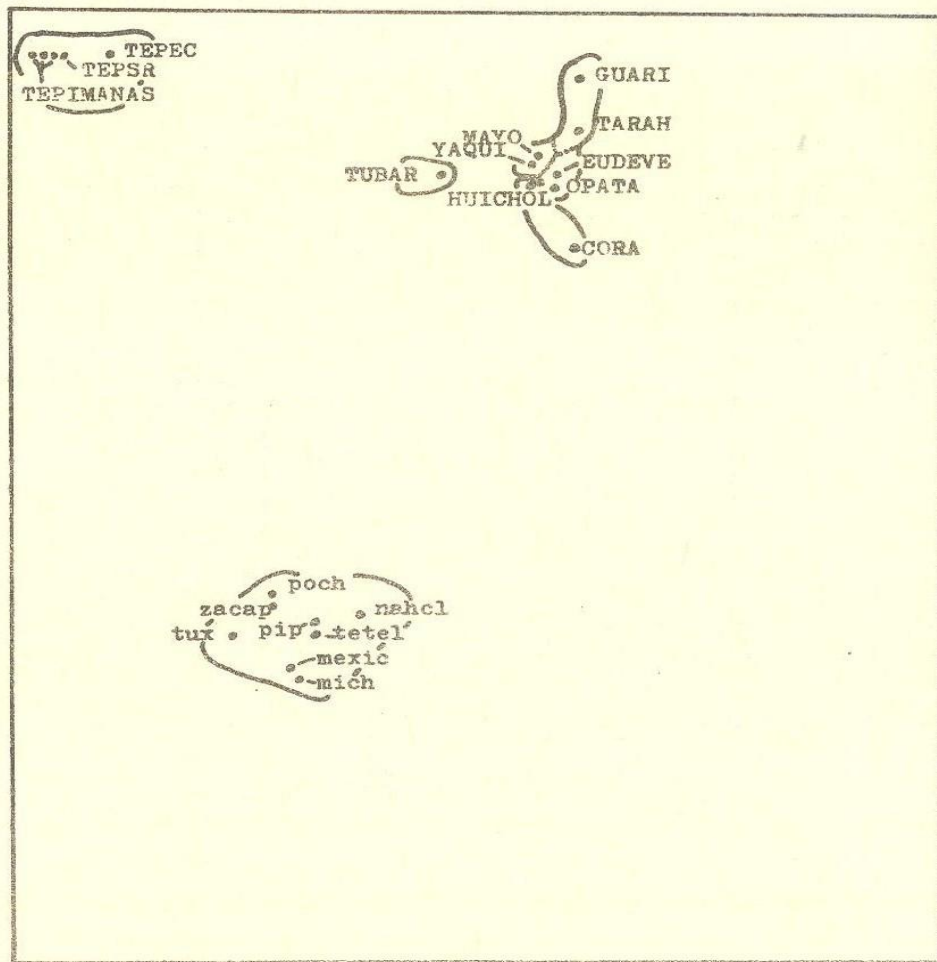 TEPEC
TEPSR
TEPIMANAS
GUARI
TARAH
MAYO
YAQUI
EUDEVE
TUBAR
OPATA
HUICHOL
CORA
poch
zacap
nahcl
tux
pip
tetel
mexic
mich